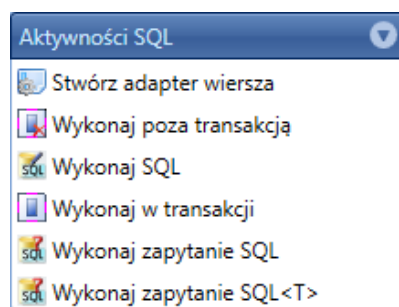 Aktywności SQL
Stwórz adapter wiersza
Wykonaj poza transakcją
Wykonaj SQL
Wykonaj w transakcji
Wykonaj zapytanie SQL
Wykonaj zapytanie SQL<T>